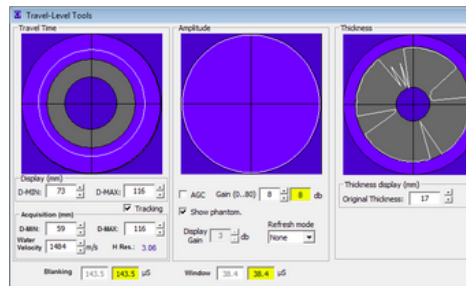 Travel-Level Tools
Travel Time
Amplitude
Thickness
Display (mm)
D-MIN: 73 D-MAX: 116
Tracking
Acquisition (mm)
D-MIN: 59 D-MAX: 116
Water Velocity 1484 m/s H Res.: 3.06
AGC Gain (0...80) 8 8 db
Show phantom.
Display Gain 3 db
Refresh mode
None
Thickness display (mm)
Original Thickness: 17
Blanking 143.5 143.5 µS
Window 38.4 38.4 µS